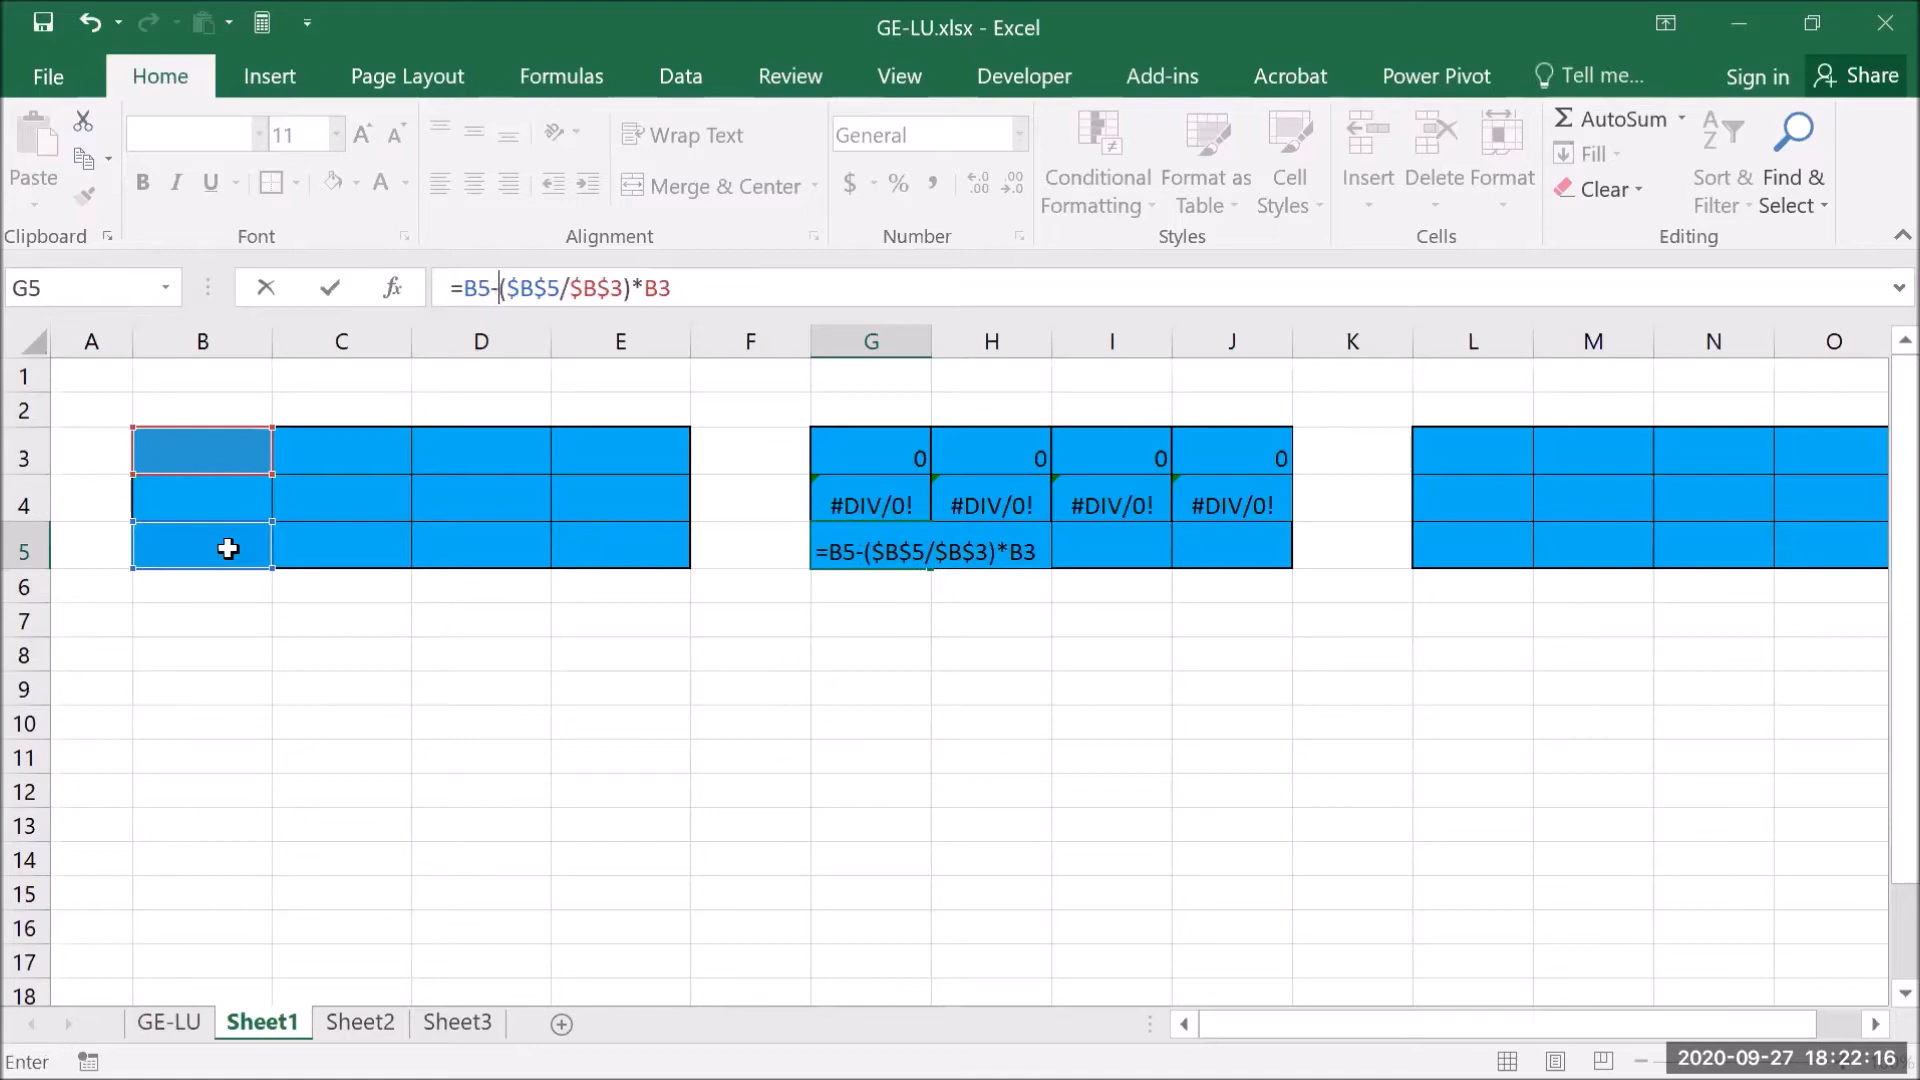 GE-LU.xlsx - Excel
File Home Insert Page Layout Formulas Data Review View Developer Add-ins Acrobat Power Pivot Tell me... Sign in Share
Paste
Clipboard
11
B I U A
Font
Wrap Text
Merge & Center
Alignment
General
$ % , .00
Number
Conditional Formatting
Format as Table
Cell Styles
Styles
Insert Delete Format
Cells
Σ AutoSum
Fill
Clear
Sort & Filter
Find & Select
Editing
G5 fx =B5-($B$5/$B$3)*B3
A B C D E F G H I J K L M N O
1
2
3 0 0 0 0
4 #DIV/0! #DIV/0! #DIV/0! #DIV/0!
5 =B5-($B$5/$B$3)*B3
6
7
8
9
10
11
12
13
14
15
16
17
18
GE-LU Sheet1 Sheet2 Sheet3
Enter
2020-09-27 18:22:16